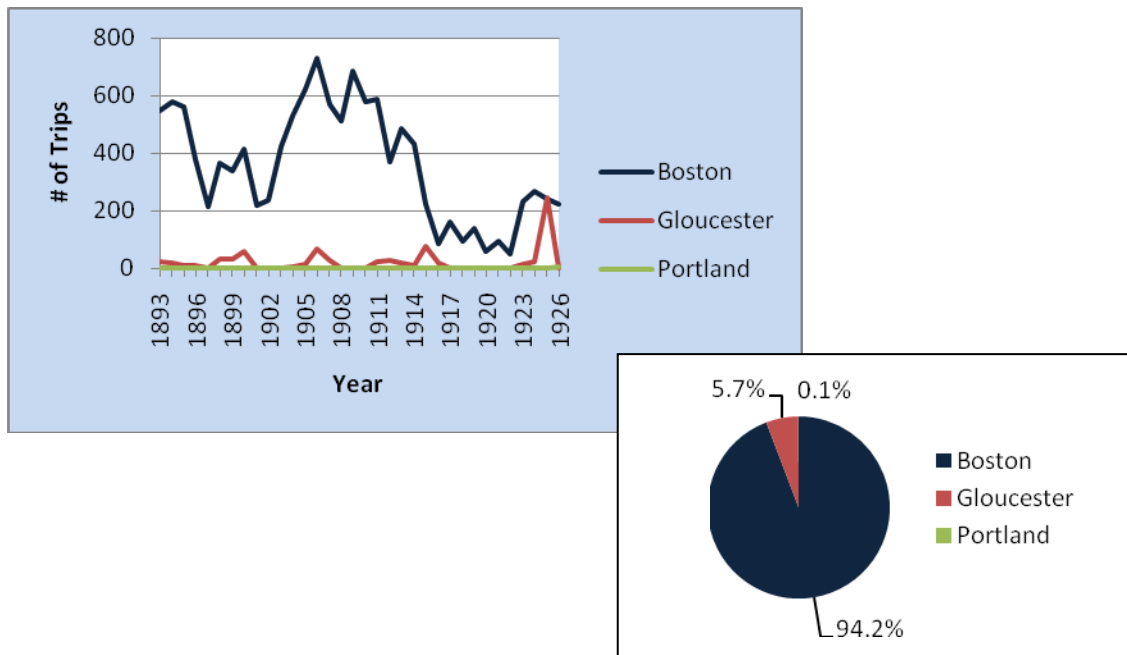 800
600
400
200
0
# of Trips
1893
1896
1899
1902
1905
1908
1911
1914
1917
1920
1923
1926
Year
Boston
Gloucester
Portland
5.7%
0.1%
94.2%
Boston
Gloucester
Portland